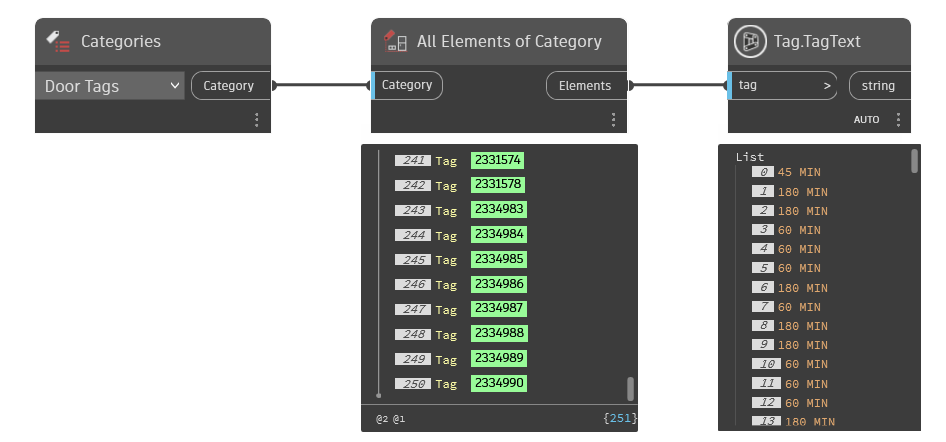 Categories
Door Tags
Category
All Elements of Category
Category
Elements
Tag.TagText
tag >
string
AUTO
241 Tag 2331574
242 Tag 2331578
243 Tag 2334983
244 Tag 2334984
245 Tag 2334985
246 Tag 2334986
247 Tag 2334987
248 Tag 2334988
249 Tag 2334989
250 Tag 2334990
@2 @1 {251}
List
0 45 MIN
1 180 MIN
2 180 MIN
3 60 MIN
4 60 MIN
5 60 MIN
6 180 MIN
7 60 MIN
8 180 MIN
9 180 MIN
10 60 MIN
11 60 MIN
12 60 MIN
13 180 MIN